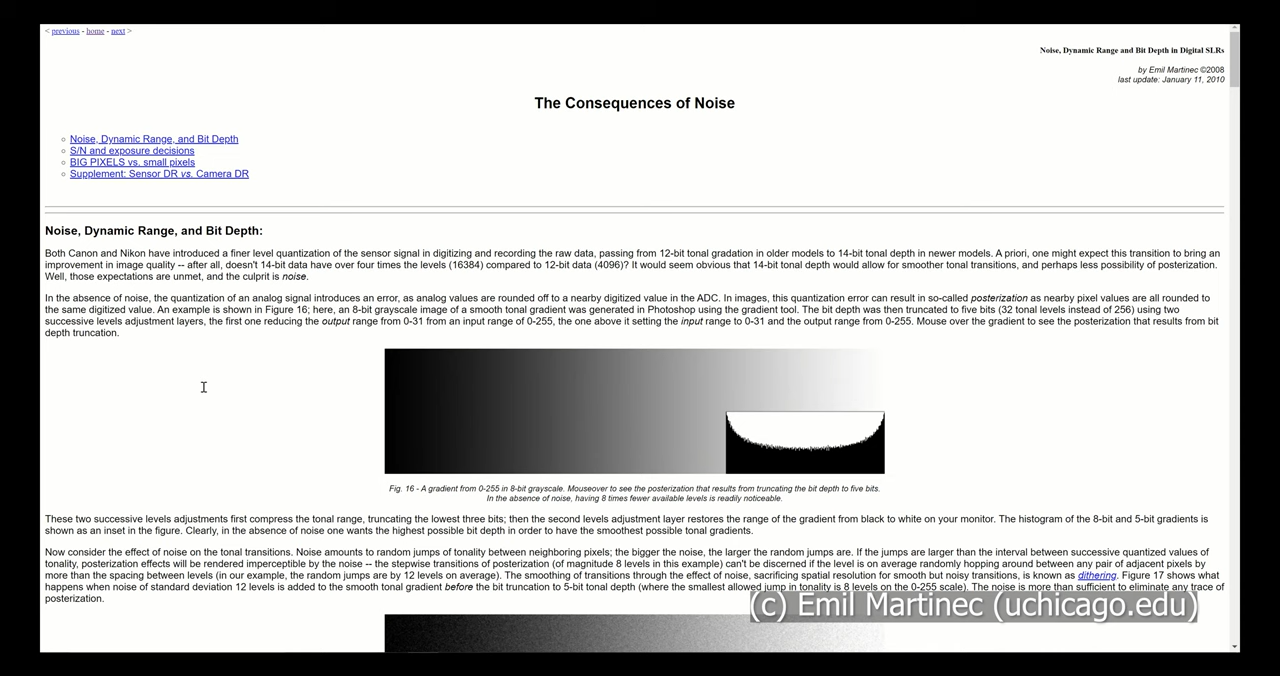 < previous - home - next >
Noise, Dynamic Range and Bit Depth in Digital SLRs
by Emil Martinec ©2008
last update: January 11, 2010
The Consequences of Noise
Noise, Dynamic Range, and Bit Depth
S/N and exposure decisions
BIG PIXELS vs. small pixels
Supplement: Sensor DR vs. Camera DR
Noise, Dynamic Range, and Bit Depth:
Both Canon and Nikon have introduced a finer level quantization of the sensor signal in digitizing and recording the raw data, passing from 12-bit tonal gradation in older models to 14-bit tonal depth in newer models. A priori, one might expect this transition to bring an
improvement in image quality -- after all, doesn't 14-bit data have over four times the levels (16384) compared to 12-bit data (4096)? It would seem obvious that 14-bit tonal depth would allow for smoother tonal transitions, and perhaps less possibility of posterization.
Well, those expectations are unmet, and the culprit is noise.
In the absence of noise, the quantization of an analog signal introduces an error, as analog values are rounded off to a nearby digitized value in the ADC. In images, this quantization error can result in so-called posterization as nearby pixel values are all rounded to
the same digitized value. An example is shown in Figure 16; here, an 8-bit grayscale image of a smooth tonal gradient was generated in Photoshop using the gradient tool. The bit depth was then truncated to five bits (32 tonal levels instead of 256) using two
successive levels adjustment layers, the first one reducing the output range from 0-31 from an input range of 0-255, the one above it setting the input range to 0-31 and the output range from 0-255. Mouse over the gradient to see the posterization that results from bit
depth truncation.
Fig. 16 - A gradient from 0-255 in 8-bit grayscale. Mouseover to see the posterization that results from truncating the bit depth to five bits.
In the absence of noise, having 8 times fewer available levels is readily noticeable.
These two successive levels adjustments first compress the tonal range, truncating the lowest three bits; then the second levels adjustment layer restores the range of the gradient from black to white on your monitor. The histogram of the 8-bit and 5-bit gradients is
shown as an inset in the figure. Clearly, in the absence of noise one wants the highest possible bit depth in order to have the smoothest possible tonal gradients.
Now consider the effect of noise on the tonal transitions. Noise amounts to random jumps of tonality between neighboring pixels; the bigger the noise, the larger the random jumps are. If the jumps are larger than the interval between successive quantized values of
tonality, posterization effects will be rendered imperceptible by the noise -- the stepwise transitions of posterization (of magnitude 8 levels in this example) can't be discerned if the level is on average randomly hopping around between any pair of adjacent pixels by
more than the spacing between levels (in our example, the random jumps are by 12 levels on average). The smoothing of transitions through the effect of noise, sacrificing spatial resolution for smooth but noisy transitions, is known as dithering. Figure 17 shows what
happens when noise of standard deviation 12 levels is added to the smooth tonal gradient before the bit truncation to 5-bit tonal depth (where the smallest allowed jump in tonality is 8 levels on the 0-255 scale). The noise is more than sufficient to eliminate any trace of
posterization.
(c) Emil Martinec (uchicago.edu)